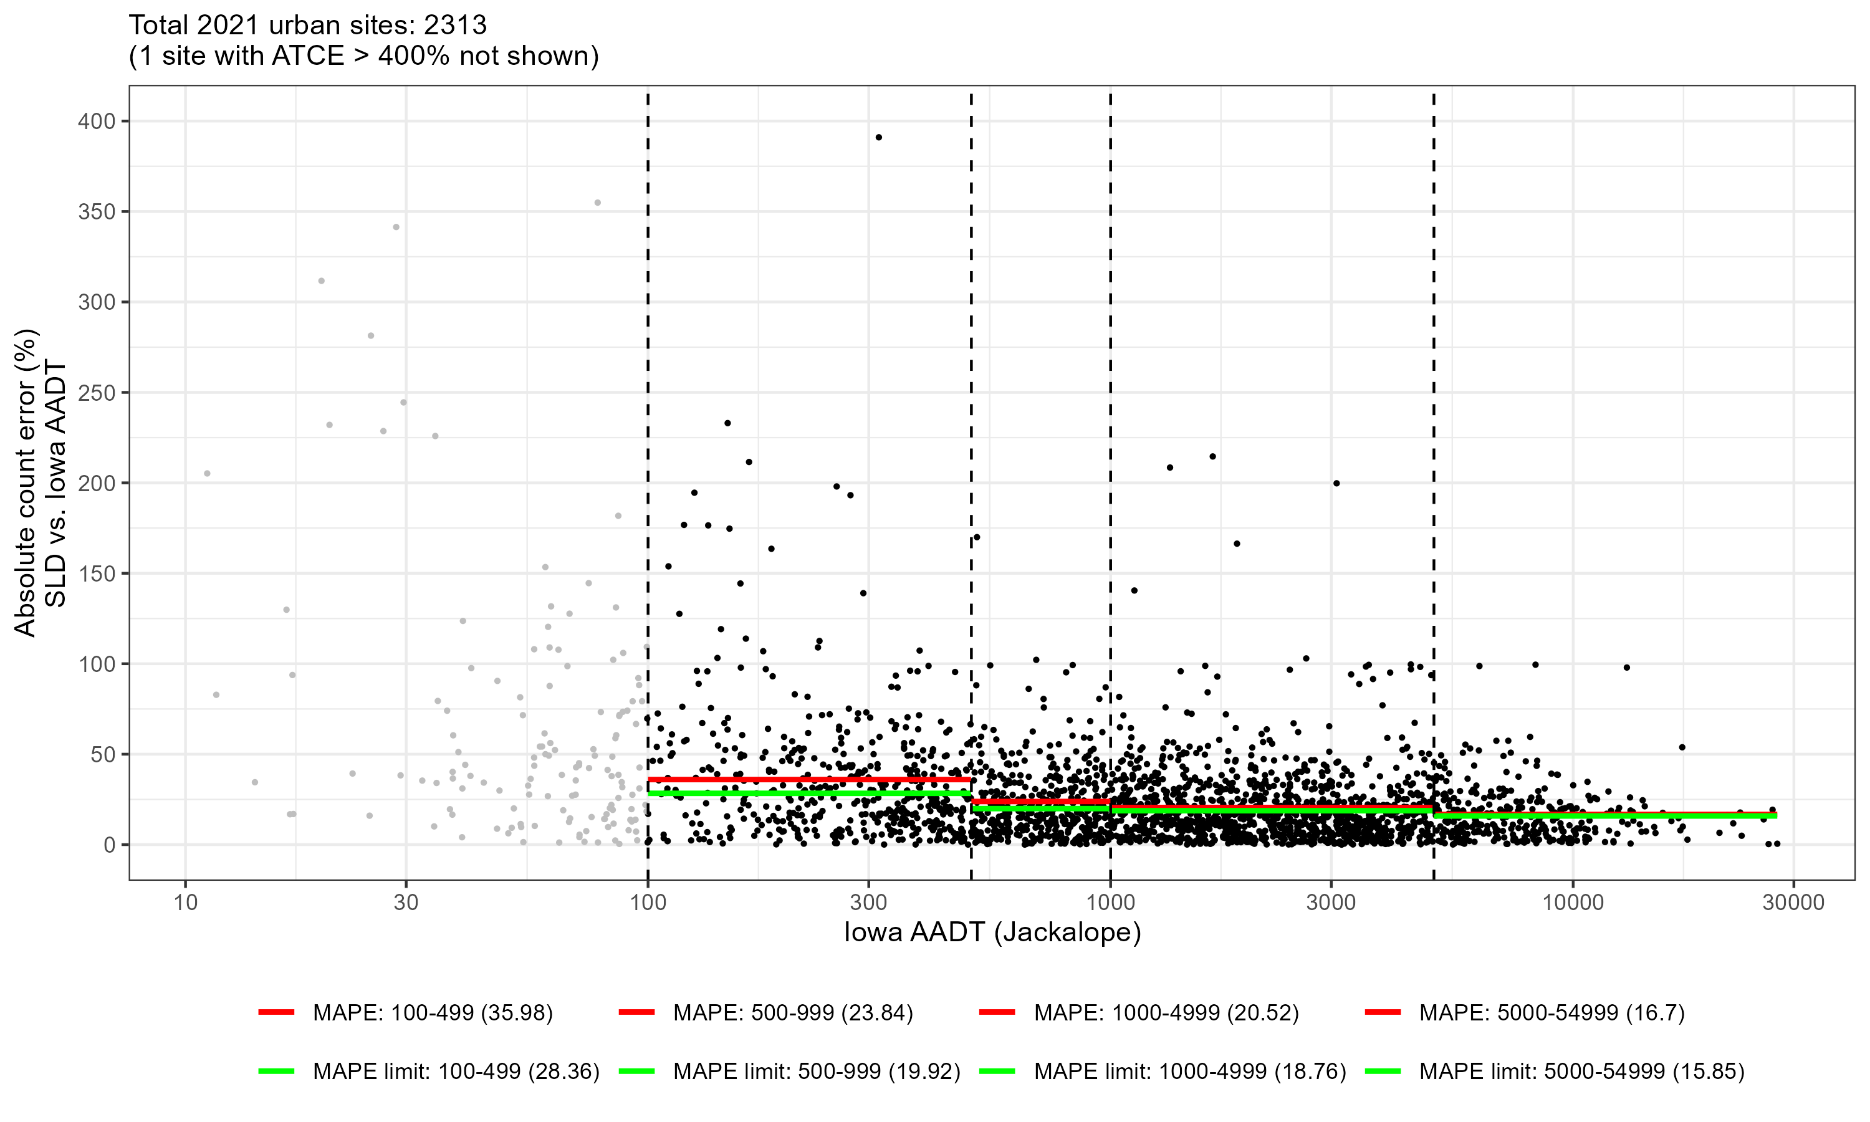 Total 2021 urban sites: 2313
(1 site with ATCE > 400% not shown)
Absolute count error (%)
SLD vs. Iowa AADT
400
350
300
250
200
150
100
50
0
10 30 100 300 1000 3000 10000 30000
Iowa AADT (Jackalope)
MAPE: 100-499 (35.98) MAPE: 500-999 (23.84) MAPE: 1000-4999 (20.52) MAPE: 5000-54999 (16.7)
MAPE limit: 100-499 (28.36) MAPE limit: 500-999 (19.92) MAPE limit: 1000-4999 (18.76) MAPE limit: 5000-54999 (15.85)